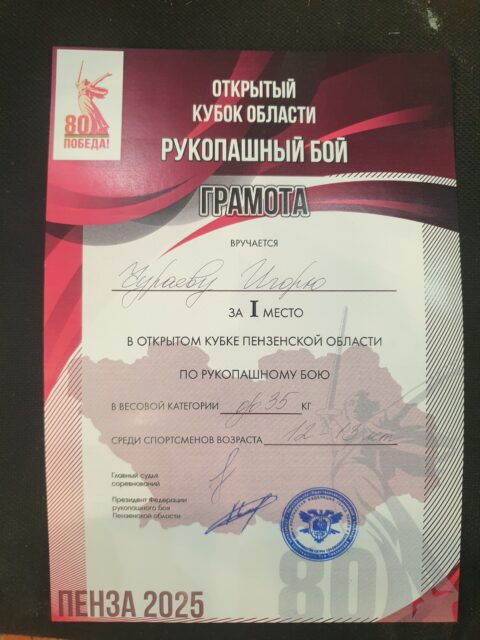 80
ПОБЕДА!
ОТКРЫТЫЙ
КУБОК ОБЛАСТИ
РУКОПАШНЫЙ БОЙ
ГРАМОТА
ВРУЧАЕТСЯ
Чураеву Игорю
ЗА I МЕСТО
В ОТКРЫТОМ КУБКЕ ПЕНЗЕНСКОЙ ОБЛАСТИ
ПО РУКОПАШНОМУ БОЮ
В ВЕСОВОЙ КАТЕГОРИИ до 35 КГ
СРЕДИ СПОРТСМЕНОВ ВОЗРАСТА 12-13 лет
Главный судья
соревнований
Президент Федерации
рукопашного боя
Пензенской области
80
ПЕНЗА 2025